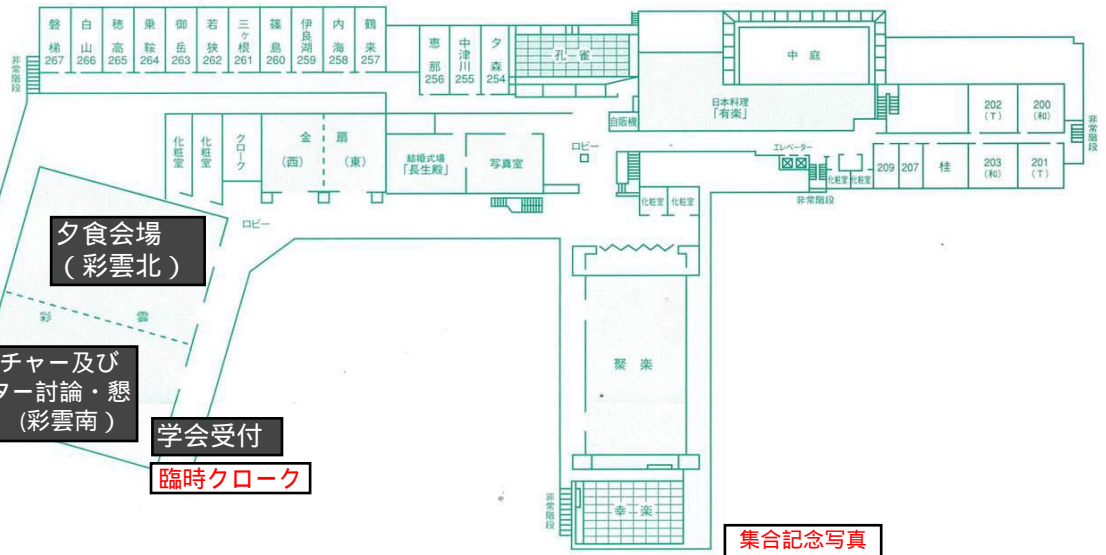 磐梯 267
白山 266
穂高 265
乗鞍 264
御岳 263
若狭 262
三ヶ根 261
篠島 260
伊良湖 259
内海 258
鶴来 257
恵那 256
中津川 255
夕森 254
孔雀
中庭
非常階段
日本料理
「有楽」
自販機
202
(T)
200
(和)
非常階段
化粧室
化粧室
クローク
金扇
(西)
(東)
結婚式場
「長生殿」
写真室
ロビー
エレベーター
化粧室
化粧室
209
207
桂
203
(和)
201
(T)
非常階段
化粧室
化粧室
ロビー
夕食会場
(彩雲北)
彩雲
チャー及び
ター討論・懇
(彩雲南)
学会受付
臨時クローク
聚楽
非常階段
幸楽
集合記念写真